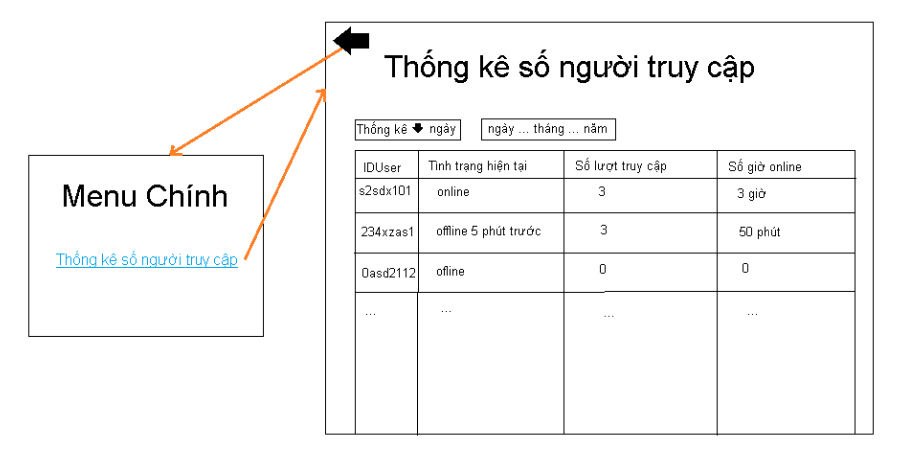 Thống kê số người truy cập
Thống kê ngày
ngày ... tháng ... năm
IDUser Tình trạng hiện tại Số lượt truy cập Số giờ online
s2sdx101 online 3 3 giờ
234xzas1 offline 5 phút trước 3 50 phút
0asd2112 ofline 0 0
... ... ... ...
Menu Chính
Thống kê số người truy cập